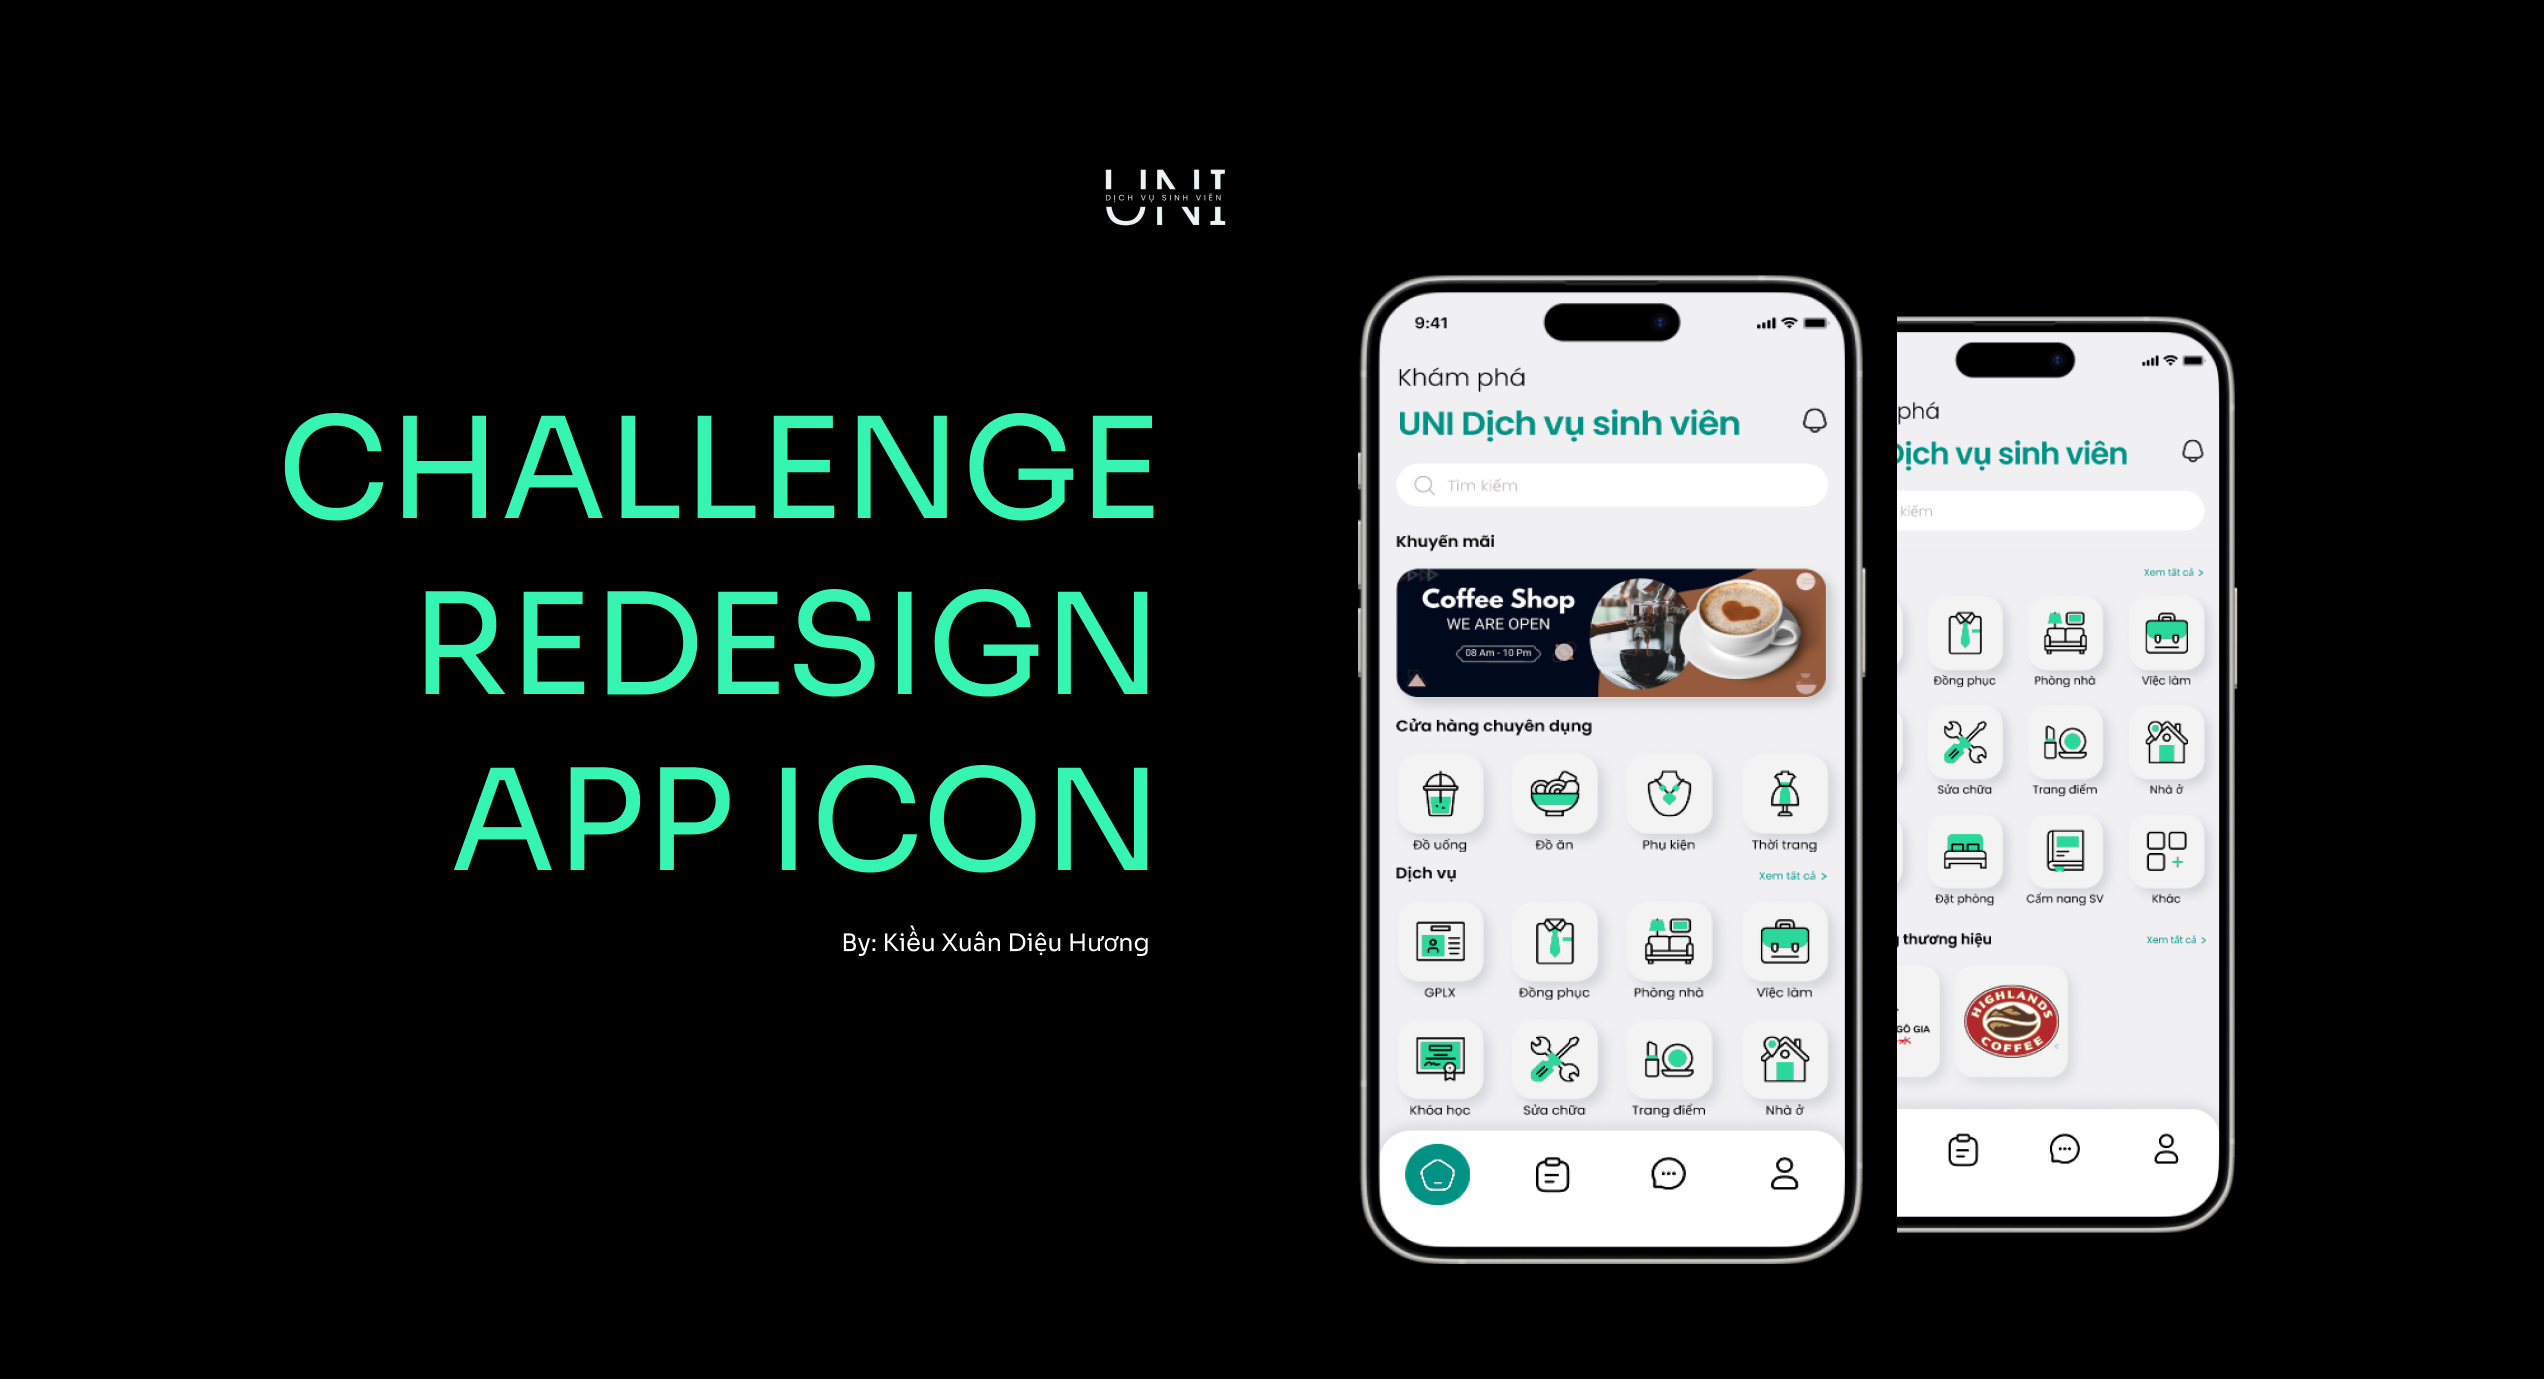 UNI
DỊCH VỤ SINH VIÊN
CHALLENGE
REDESIGN
APP ICON
By: Kiều Xuân Diệu Hương
9:41
Khám phá
UNI Dịch vụ sinh viên
Tìm kiếm
Khuyến mãi
Coffee Shop
WE ARE OPEN
08 Am - 10 Pm
Cửa hàng chuyên dụng
Đồ uống Đồ ăn Phụ kiện Thời trang
Dịch vụ Xem tất cả >
GPLX Đồng phục Phòng nhà Việc làm
Khóa học Sửa chữa Trang điểm Nhà ở
phá
Dịch vụ sinh viên
kiếm
Xem tất cả >
Đồng phục Phòng nhà Việc làm
Sửa chữa Trang điểm Nhà ở
Đặt phòng Cẩm nang SV Khác
thương hiệu Xem tất cả >
GÔ GIA
HIGHLANDS
COFFEE